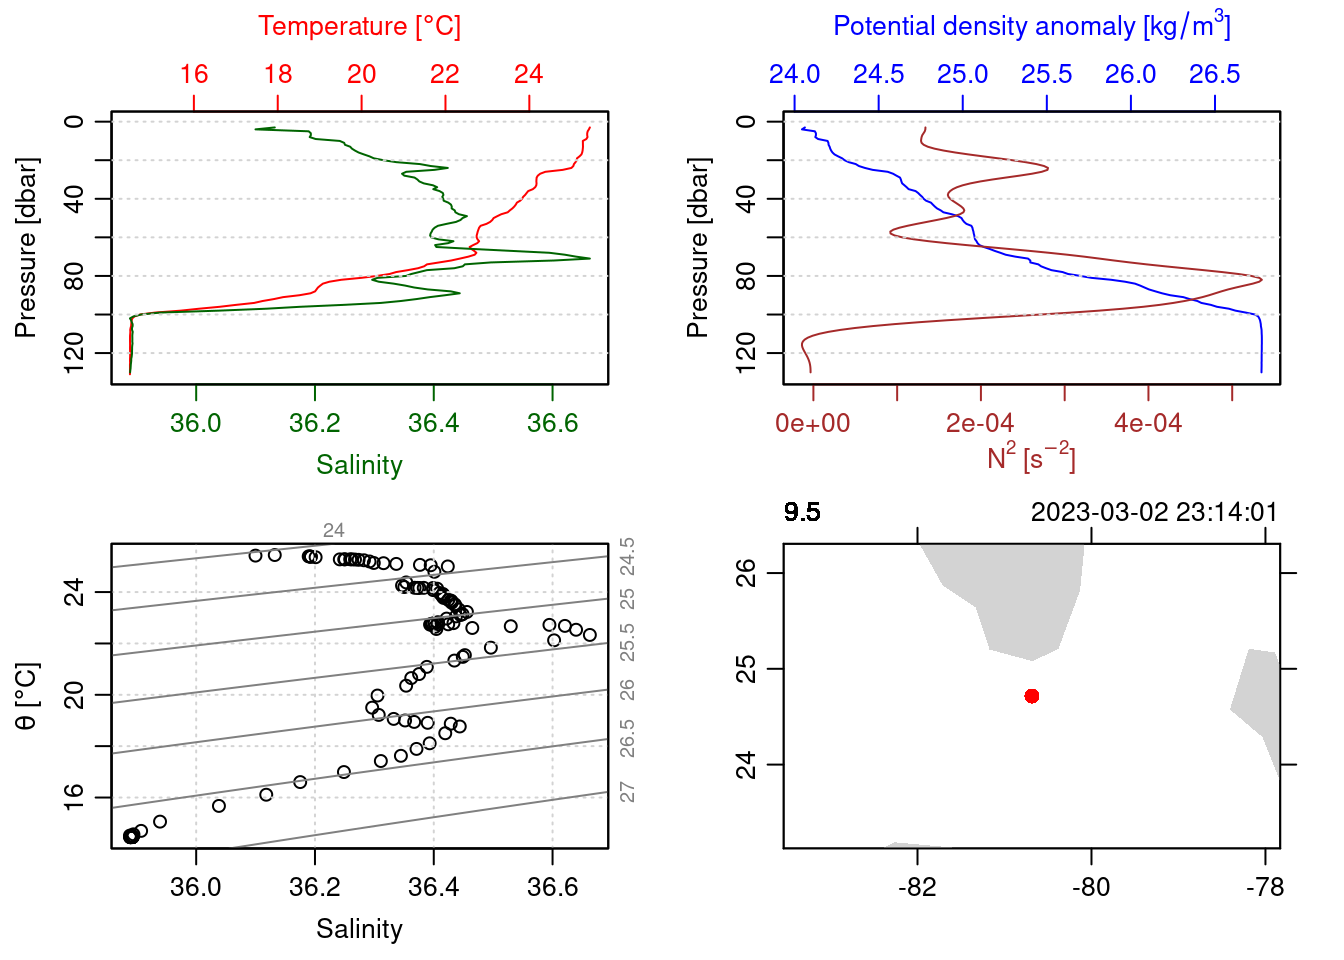 Temperature [°C]
16 18 20 22 24
Pressure [dbar]
0 40 80 120
36.0 36.2 36.4 36.6
Salinity
Potential density anomaly [kg/m³]
24.0 24.5 25.0 25.5 26.0 26.5
Pressure [dbar]
0 40 80 120
0e+00 2e-04 4e-04
N² [s⁻²]
24
24.5 25 25.5 26 26.5 27
θ [°C]
24 20 16
36.0 36.2 36.4 36.6
Salinity
9.5 2023-03-02 23:14:01
26 25 24
-82 -80 -78